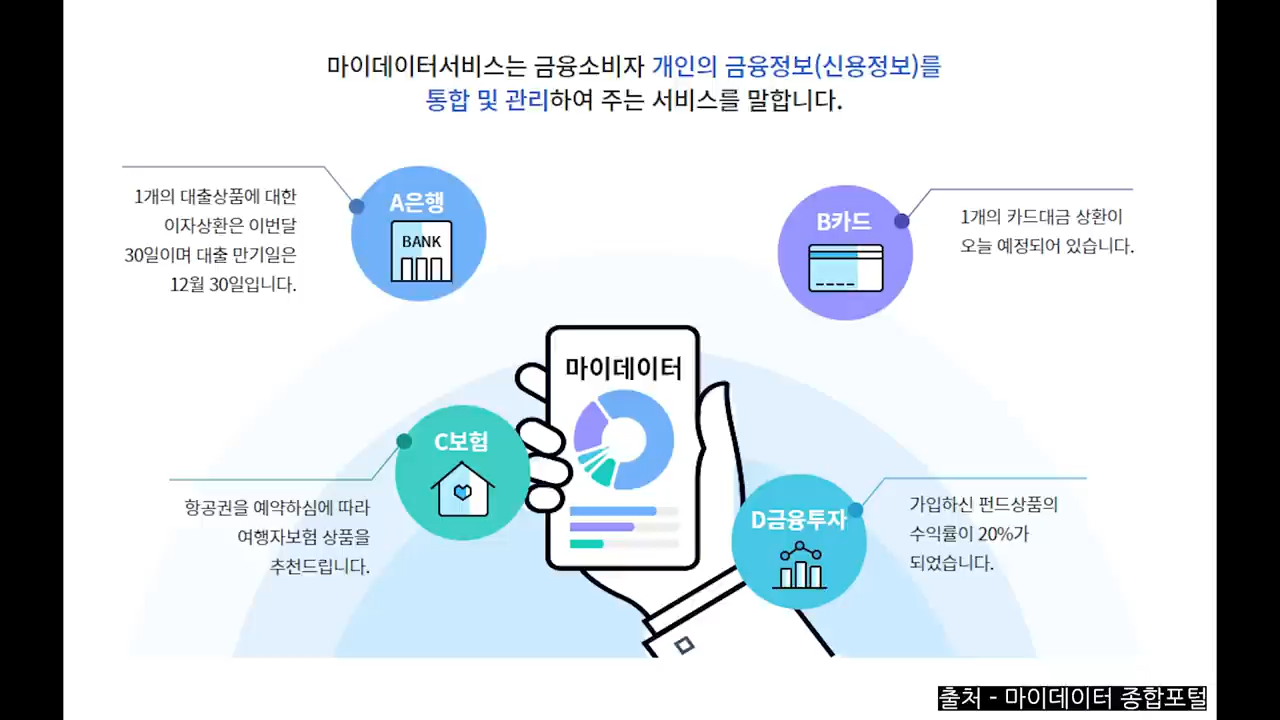 마이데이터서비스는 금융소비자 개인의 금융정보(신용정보)를
통합 및 관리하여 주는 서비스를 말합니다.
A은행
BANK
1개의 대출상품에 대한
이자상환은 이번달
30일이며 대출 만기일은
12월 30일입니다.
B카드
1개의 카드대금 상환이
오늘 예정되어 있습니다.
마이데이터
C보험
항공권을 예약하심에 따라
여행자보험 상품을
추천드립니다.
D금융투자
가입하신 펀드상품의
수익률이 20%가
되었습니다.
출처 - 마이데이터 종합포털